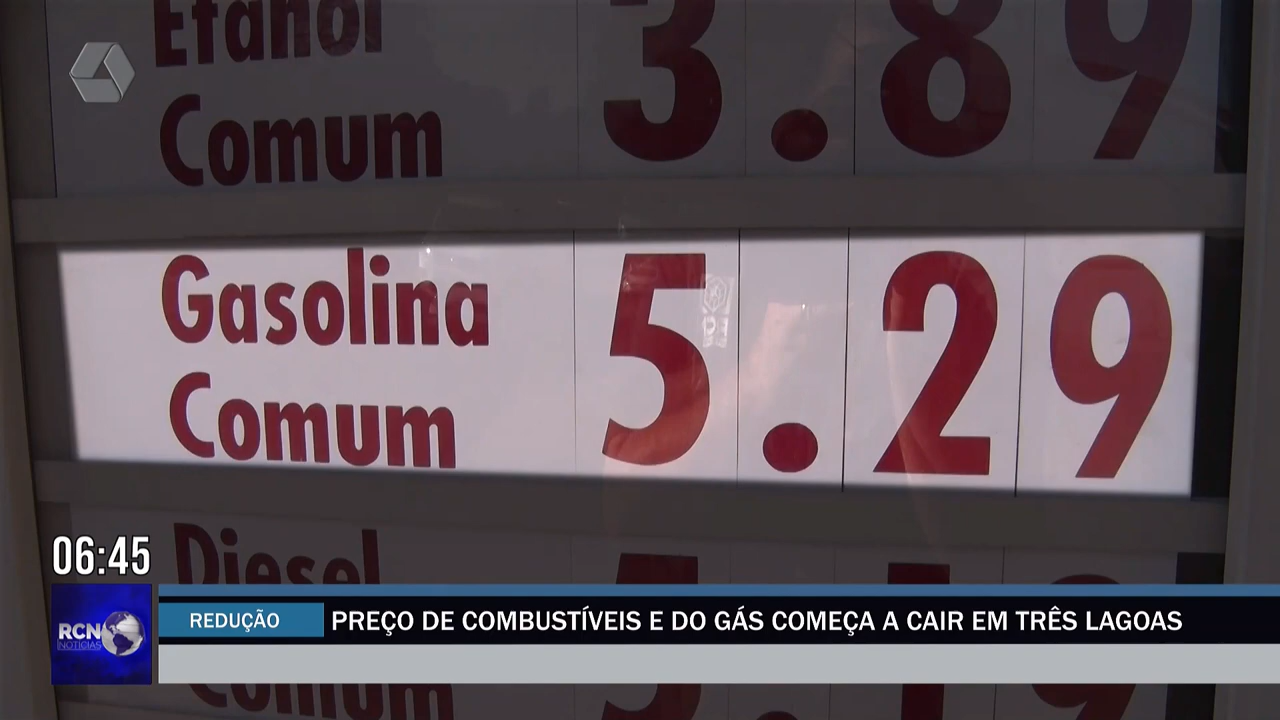 Etanol
Comum
3.89
Gasolina
Comum
5.29
Diesel
Comum
06:45
RCN
NOTÍCIAS
REDUÇÃO
PREÇO DE COMBUSTÍVEIS E DO GÁS COMEÇA A CAIR EM TRÊS LAGOAS